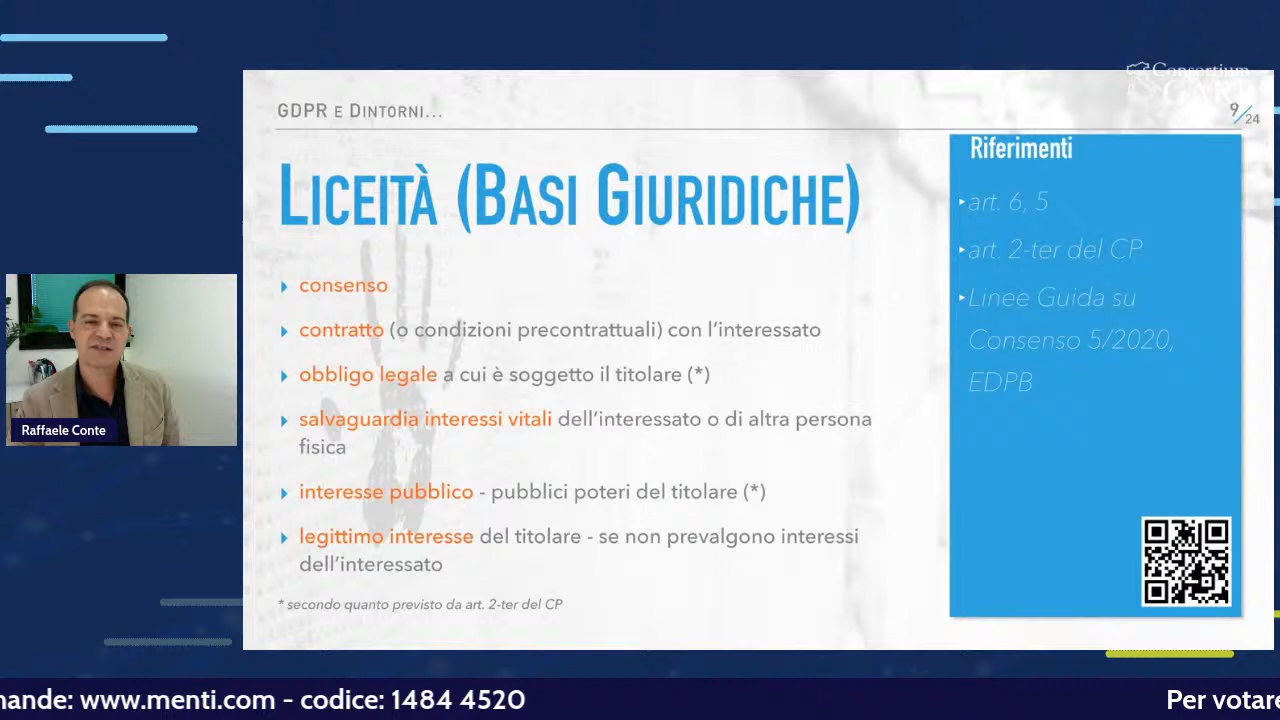 Consortium
GARR
GDPR E DINTORNI...
9/24
LICEITÀ (BASI GIURIDICHE)
consenso
contratto (o condizioni precontrattuali) con l'interessato
obbligo legale a cui è soggetto il titolare (*)
salvaguardia interessi vitali dell'interessato o di altra persona
fisica
interesse pubblico - pubblici poteri del titolare (*)
legittimo interesse del titolare - se non prevalgono interessi
dell'interessato
* secondo quanto previsto da art. 2-ter del CP
Riferimenti
art. 6, 5
art. 2-ter del CP
Linee Guida su
Consenso 5/2020,
EDPB
Raffaele Conte
mande: www.menti.com - codice: 1484 4520
Per votare